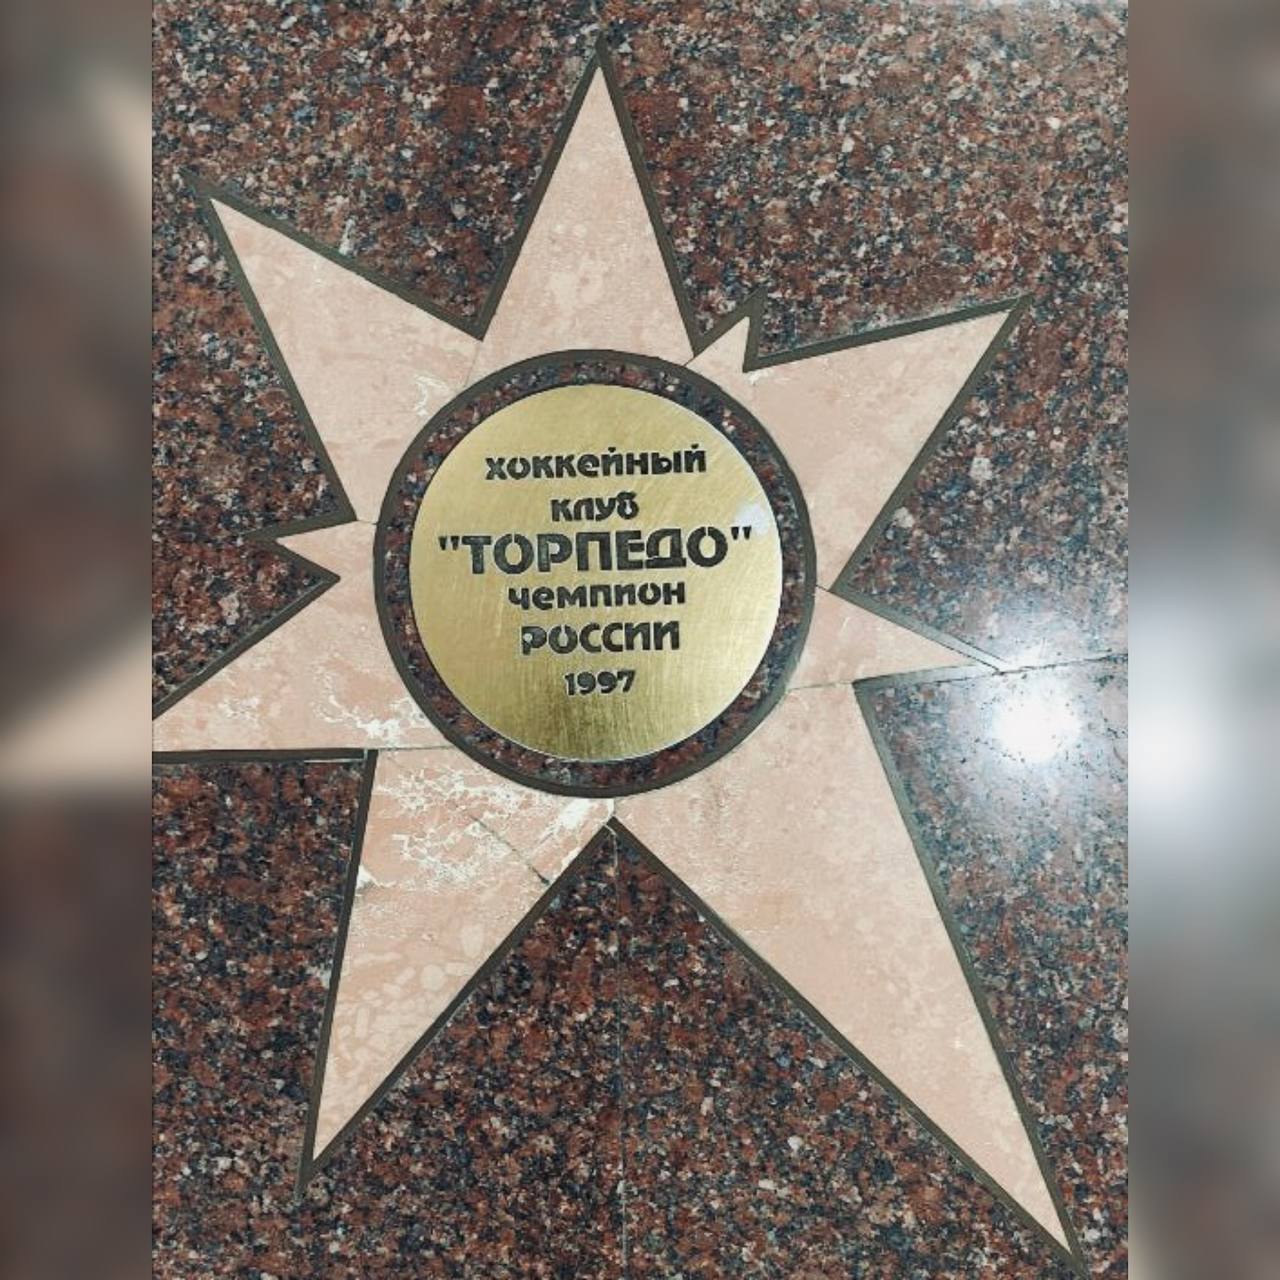 хоккейный
клуб
"ТОРПЕДО"
чемпион
РОССИИ
1997